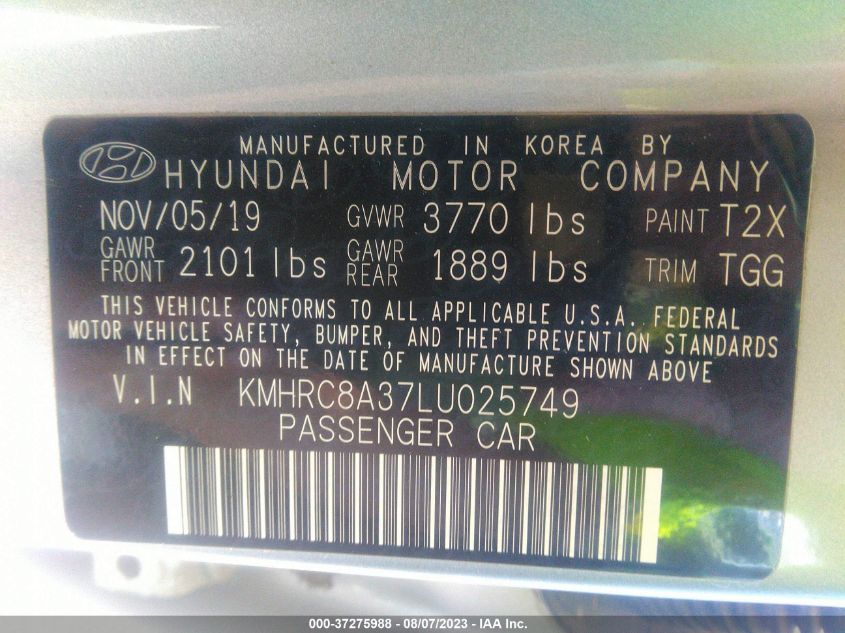 MANUFACTURED IN KOREA BY
HYUNDAI MOTOR COMPANY
NOV/05/19 GVWR 3770 lbs PAINT T2X
GAWR FRONT 2101 lbs GAWR REAR 1889 lbs TRIM TGG
THIS VEHICLE CONFORMS TO ALL APPLICABLE U.S.A. FEDERAL
MOTOR VEHICLE SAFETY, BUMPER, AND THEFT PREVENTION STANDARDS
IN EFFECT ON THE DATE OF MANUFACTURE SHOWN ABOVE
V.I.N KMHRC8A37LU025749
PASSENGER CAR
000-37275988 - 08/07/2023 - IAA Inc.